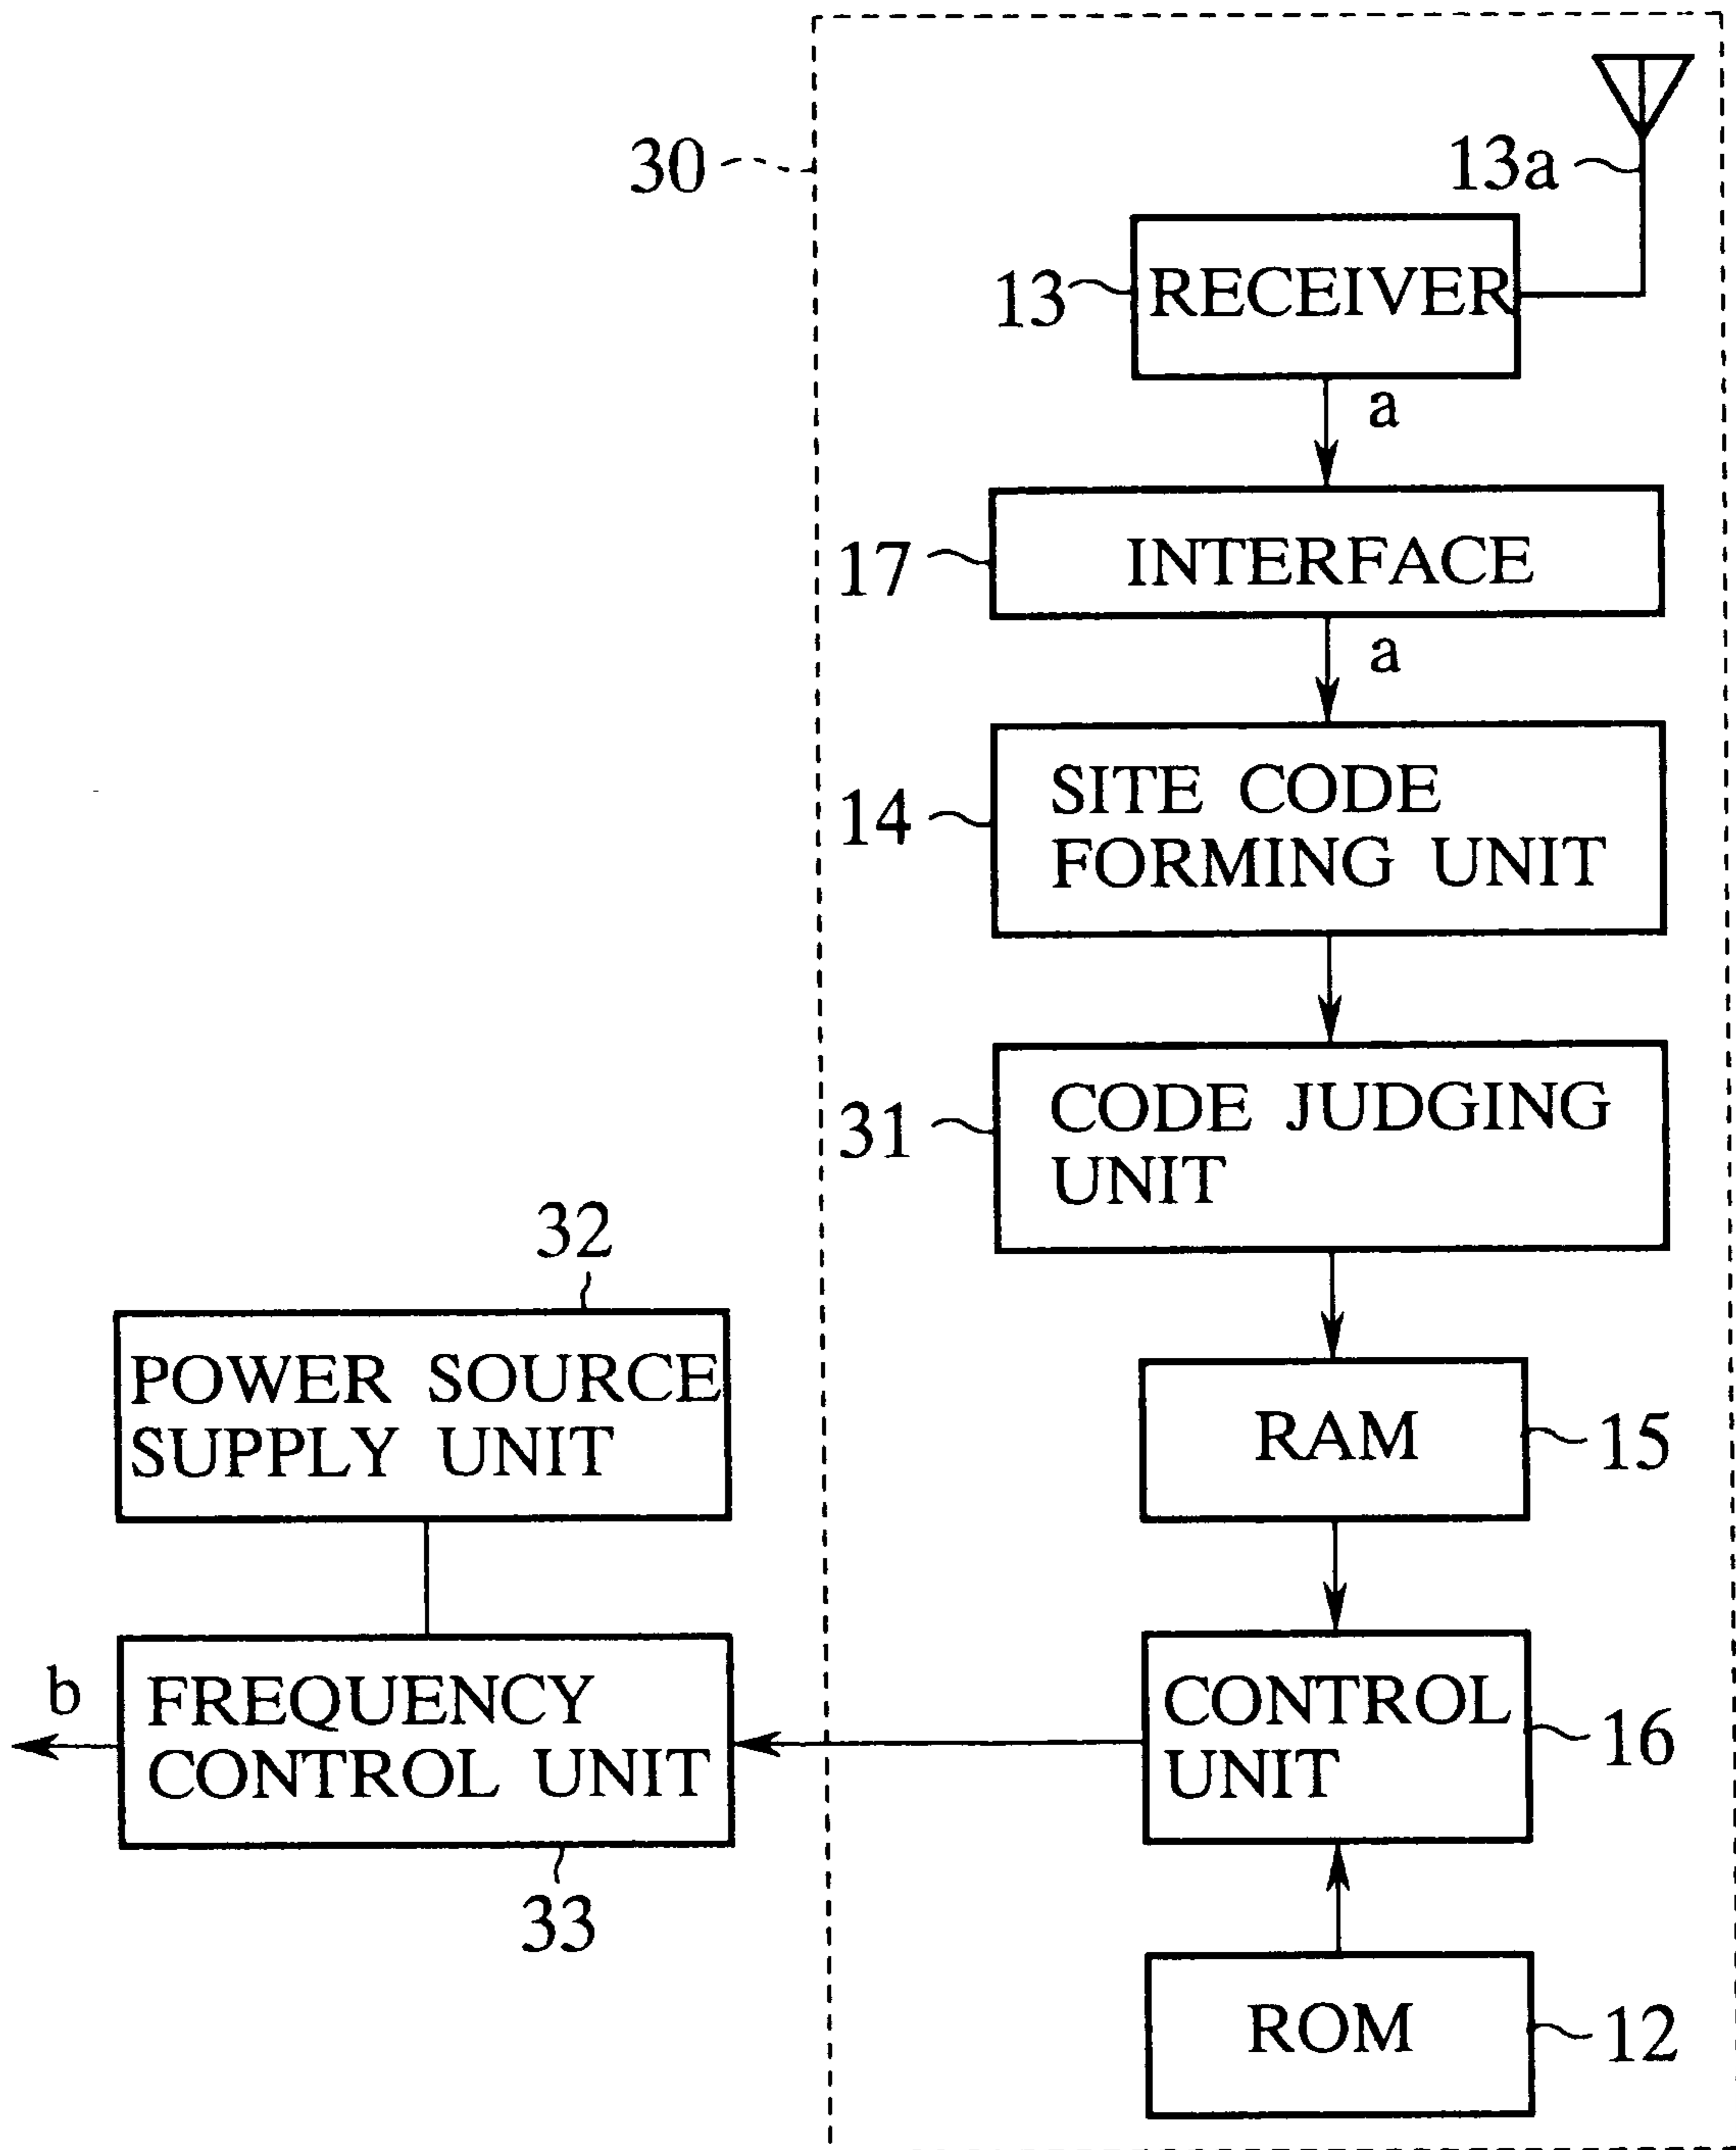 30
13a
13
RECEIVER
a
17
INTERFACE
a
14
SITE CODE
FORMING UNIT
31
CODE JUDGING
UNIT
32
POWER SOURCE
SUPPLY UNIT
RAM
15
b
FREQUENCY
CONTROL UNIT
33
CONTROL
UNIT
16
ROM
12